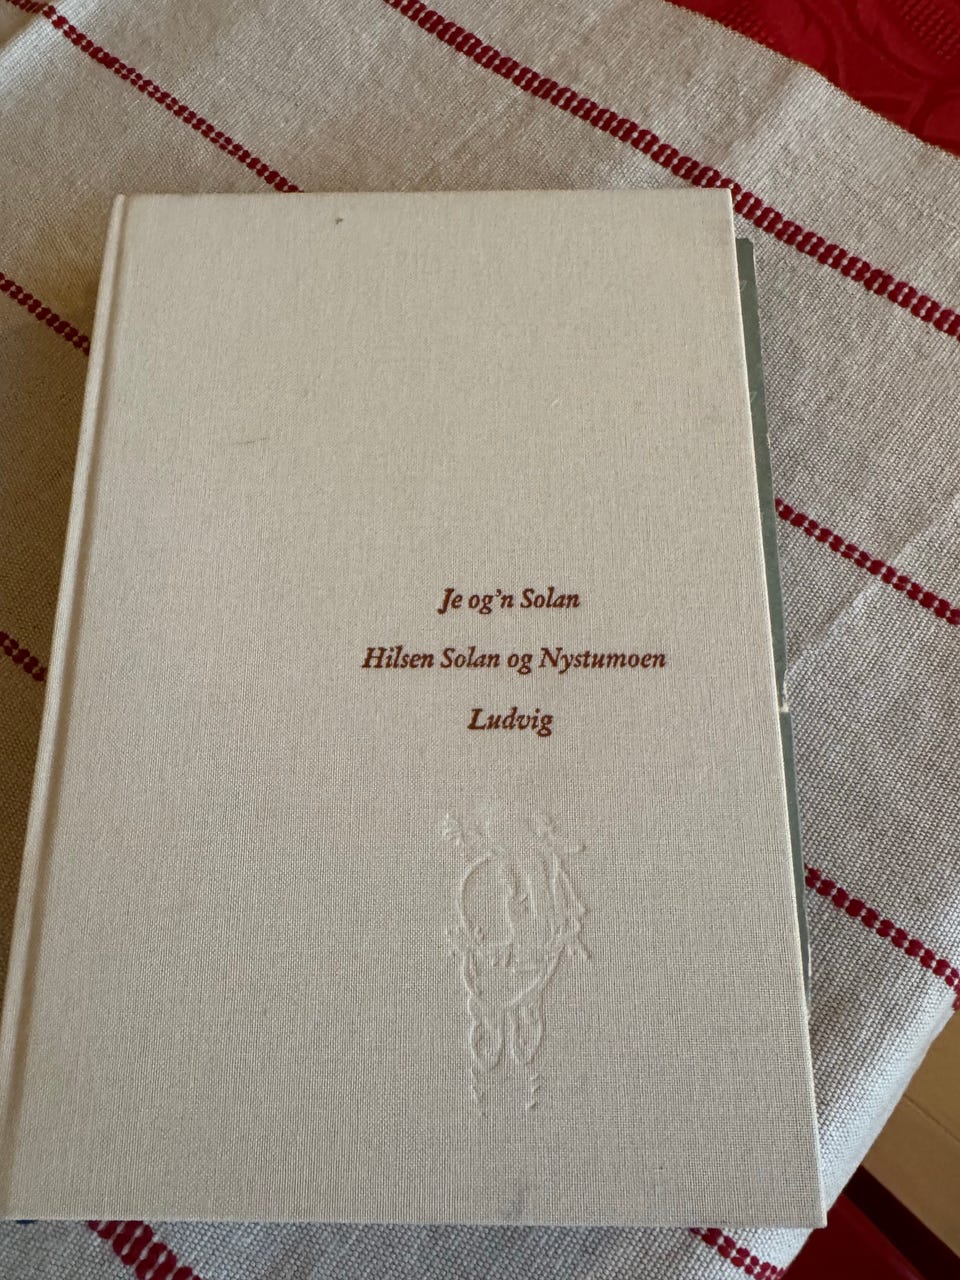 Je og'n Solan
Hilsen Solan og Nystumoen
Ludvig